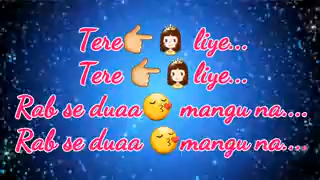 Tere👉👸 liye...
Tere👉👸liye...
Rab se duaa😚 mangu na....
Rab se duaa 😚mangu na....